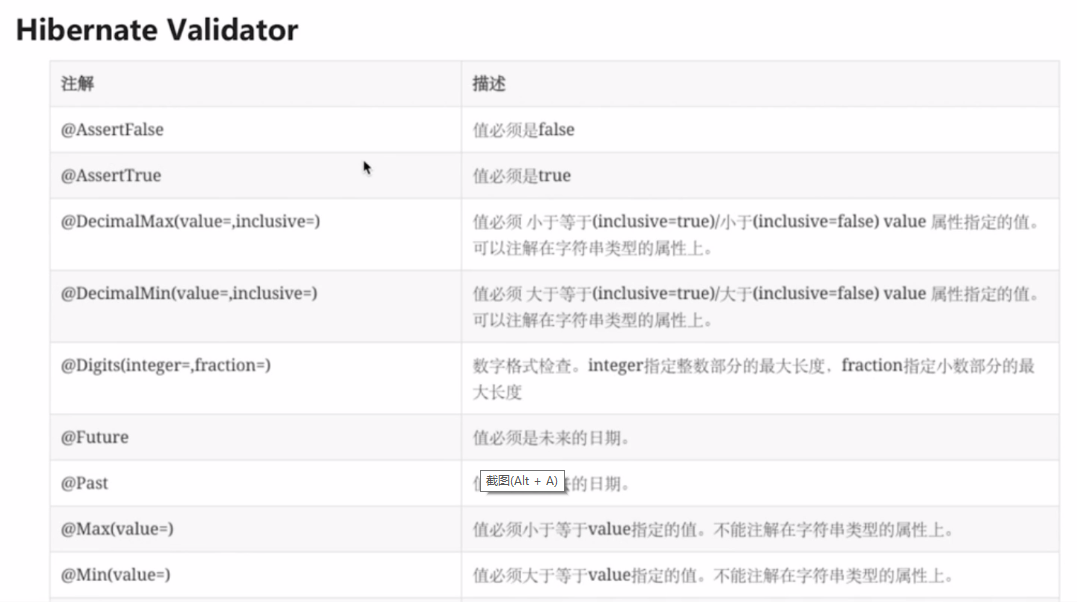 Hibernate Validator
注解 描述
@AssertFalse 值必须是false
@AssertTrue 值必须是true
@DecimalMax(value=,inclusive=) 值必须 小于等于(inclusive=true)/小于(inclusive=false) value 属性指定的值。
可以注解在字符串类型的属性上。
@DecimalMin(value=,inclusive=) 值必须 大于等于(inclusive=true)/大于(inclusive=false) value 属性指定的值。
可以注解在字符串类型的属性上。
@Digits(integer=,fraction=) 数字格式检查。integer指定整数部分的最大长度，fraction指定小数部分的最
大长度
@Future 值必须是未来的日期。
@Past 的日期。
截图(Alt + A)
@Max(value=) 值必须小于等于value指定的值。不能注解在字符串类型的属性上。
@Min(value=) 值必须大于等于value指定的值。不能注解在字符串类型的属性上。